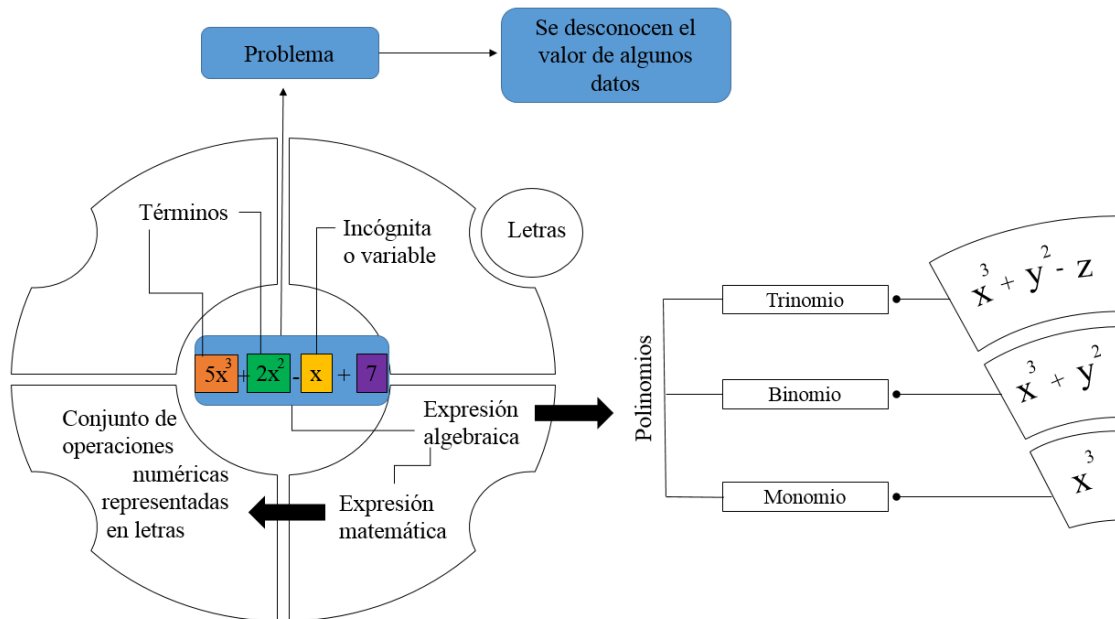 Problema
Se desconocen el
valor de algunos
datos
Términos
Incógnita
o variable
Letras
5x³ + 2x² - x + 7
Conjunto de
operaciones
numéricas
representadas
en letras
Expresión
algebraica
Expresión
matemática
Polinomios
Trinomio
x³ + y² - z
Binomio
x³ + y²
Monomio
x³